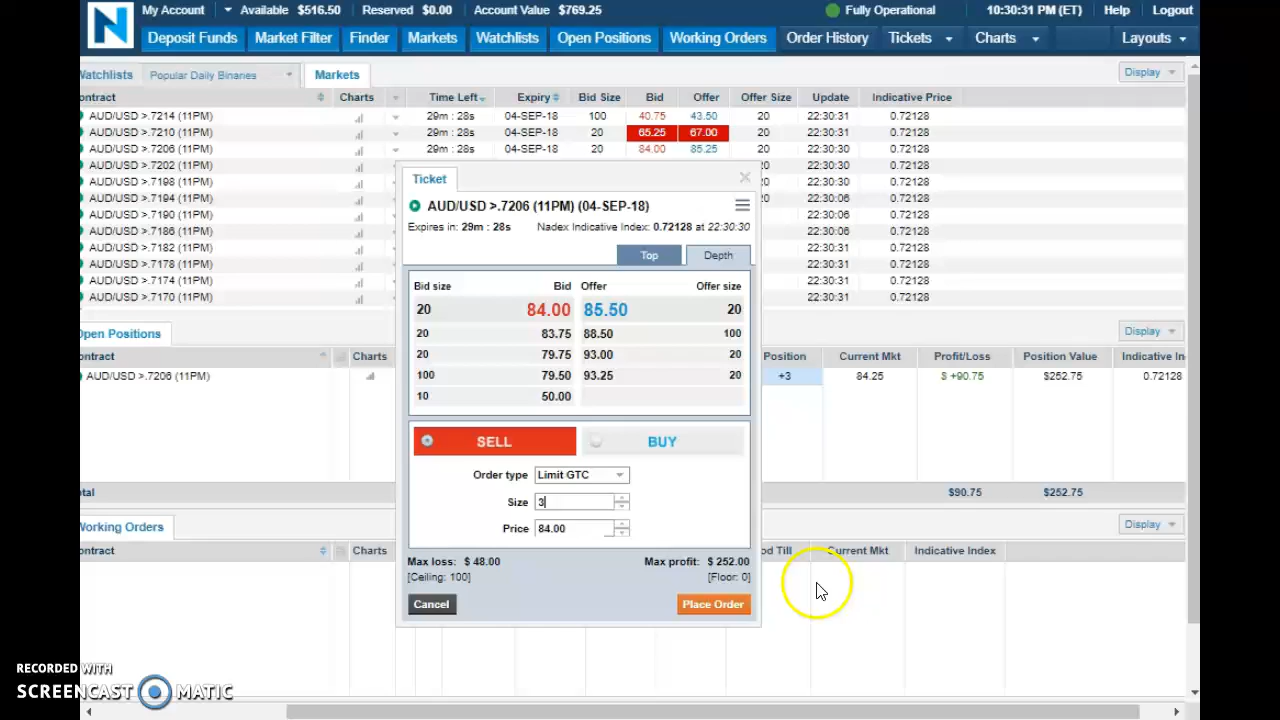 My Account Available $516.50 Reserved $0.00 Account Value $769.25 Fully Operational 10:30:31 PM (ET) Help Logout
N
Deposit Funds Market Filter Finder Markets Watchlists Open Positions Working Orders Order History Tickets Charts Layouts
Watchlists Popular Daily Binaries Markets Display
ontract Charts Time Left Expiry Bid Size Bid Offer Offer Size Update Indicative Price
AUD/USD >.7214 (11PM) 29m : 28s 04-SEP-18 100 40.75 43.50 20 22:30:31 0.72128
AUD/USD >.7210 (11PM) 29m : 28s 04-SEP-18 20 65.25 67.00 20 22:30:31 0.72128
AUD/USD >.7206 (11PM) 29m : 28s 04-SEP-18 20 84.00 85.25 20 22:30:31 0.72128
AUD/USD >.7202 (11PM) 20 22:30:30 0.72128
AUD/USD >.7198 (11PM) 20 22:30:30 0.72128
AUD/USD >.7194 (11PM) 20 22:30:06 0.72128
AUD/USD >.7190 (11PM) 22:30:06 0.72128
AUD/USD >.7186 (11PM) 22:30:06 0.72128
AUD/USD >.7182 (11PM) 22:30:31 0.72128
AUD/USD >.7178 (11PM) 22:30:31 0.72128
AUD/USD >.7174 (11PM) 22:30:31 0.72128
AUD/USD >.7170 (11PM) 22:30:31 0.72128
Ticket
AUD/USD >.7206 (11PM) (04-SEP-18)
Expires in: 29m : 28s Nadex Indicative Index: 0.72128 at 22:30:30
Top Depth
Bid size Bid Offer Offer size
20 84.00 85.50 20
20 83.75 88.50 100
20 79.75 93.00 20
100 79.50 93.25 20
10 50.00
SELL BUY
Order type Limit GTC
Size 3
Price 84.00
Max loss: $ 48.00 Max profit: $ 252.00
[Ceiling: 100] [Floor: 0]
Cancel Place Order
Open Positions Display
ontract Charts Position Current Mkt Profit/Loss Position Value Indicative In
AUD/USD >.7206 (11PM) +3 84.25 $ +90.75 $252.75 0.72128
otal $90.75 $252.75
Working Orders Display
ontract Charts od Till Current Mkt Indicative Index
RECORDED WITH
SCREENCAST MATIC